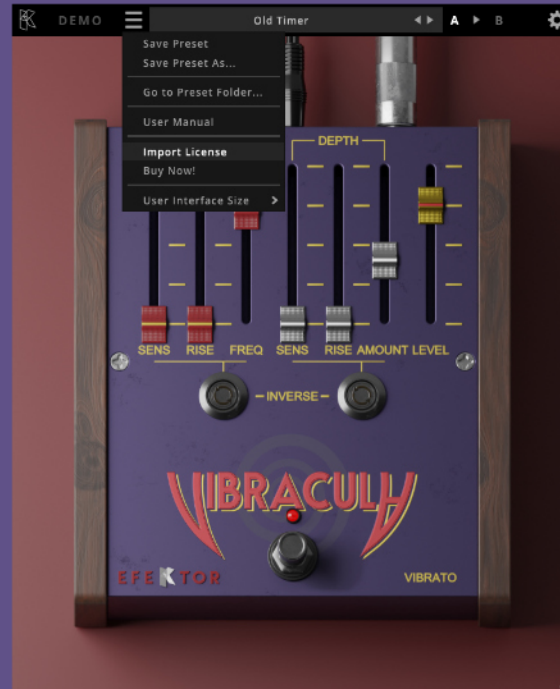 DEMO Old Timer A B
Save Preset
Save Preset As...
Go to Preset Folder...
User Manual
Import License
Buy Now!
User Interface Size
DEPTH
SENS RISE FREQ SENS RISE AMOUNT LEVEL
INVERSE
VIBRACULA
EFEKTOR VIBRATO